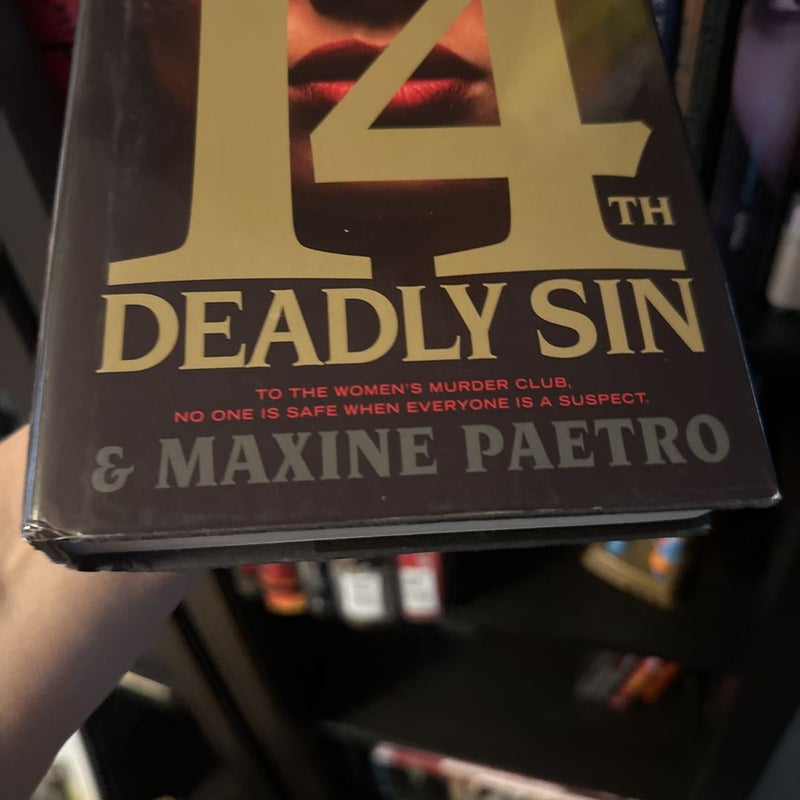 14TH
DEADLY SIN
TO THE WOMEN'S MURDER CLUB,
NO ONE IS SAFE WHEN EVERYONE IS A SUSPECT.
& MAXINE PAETRO